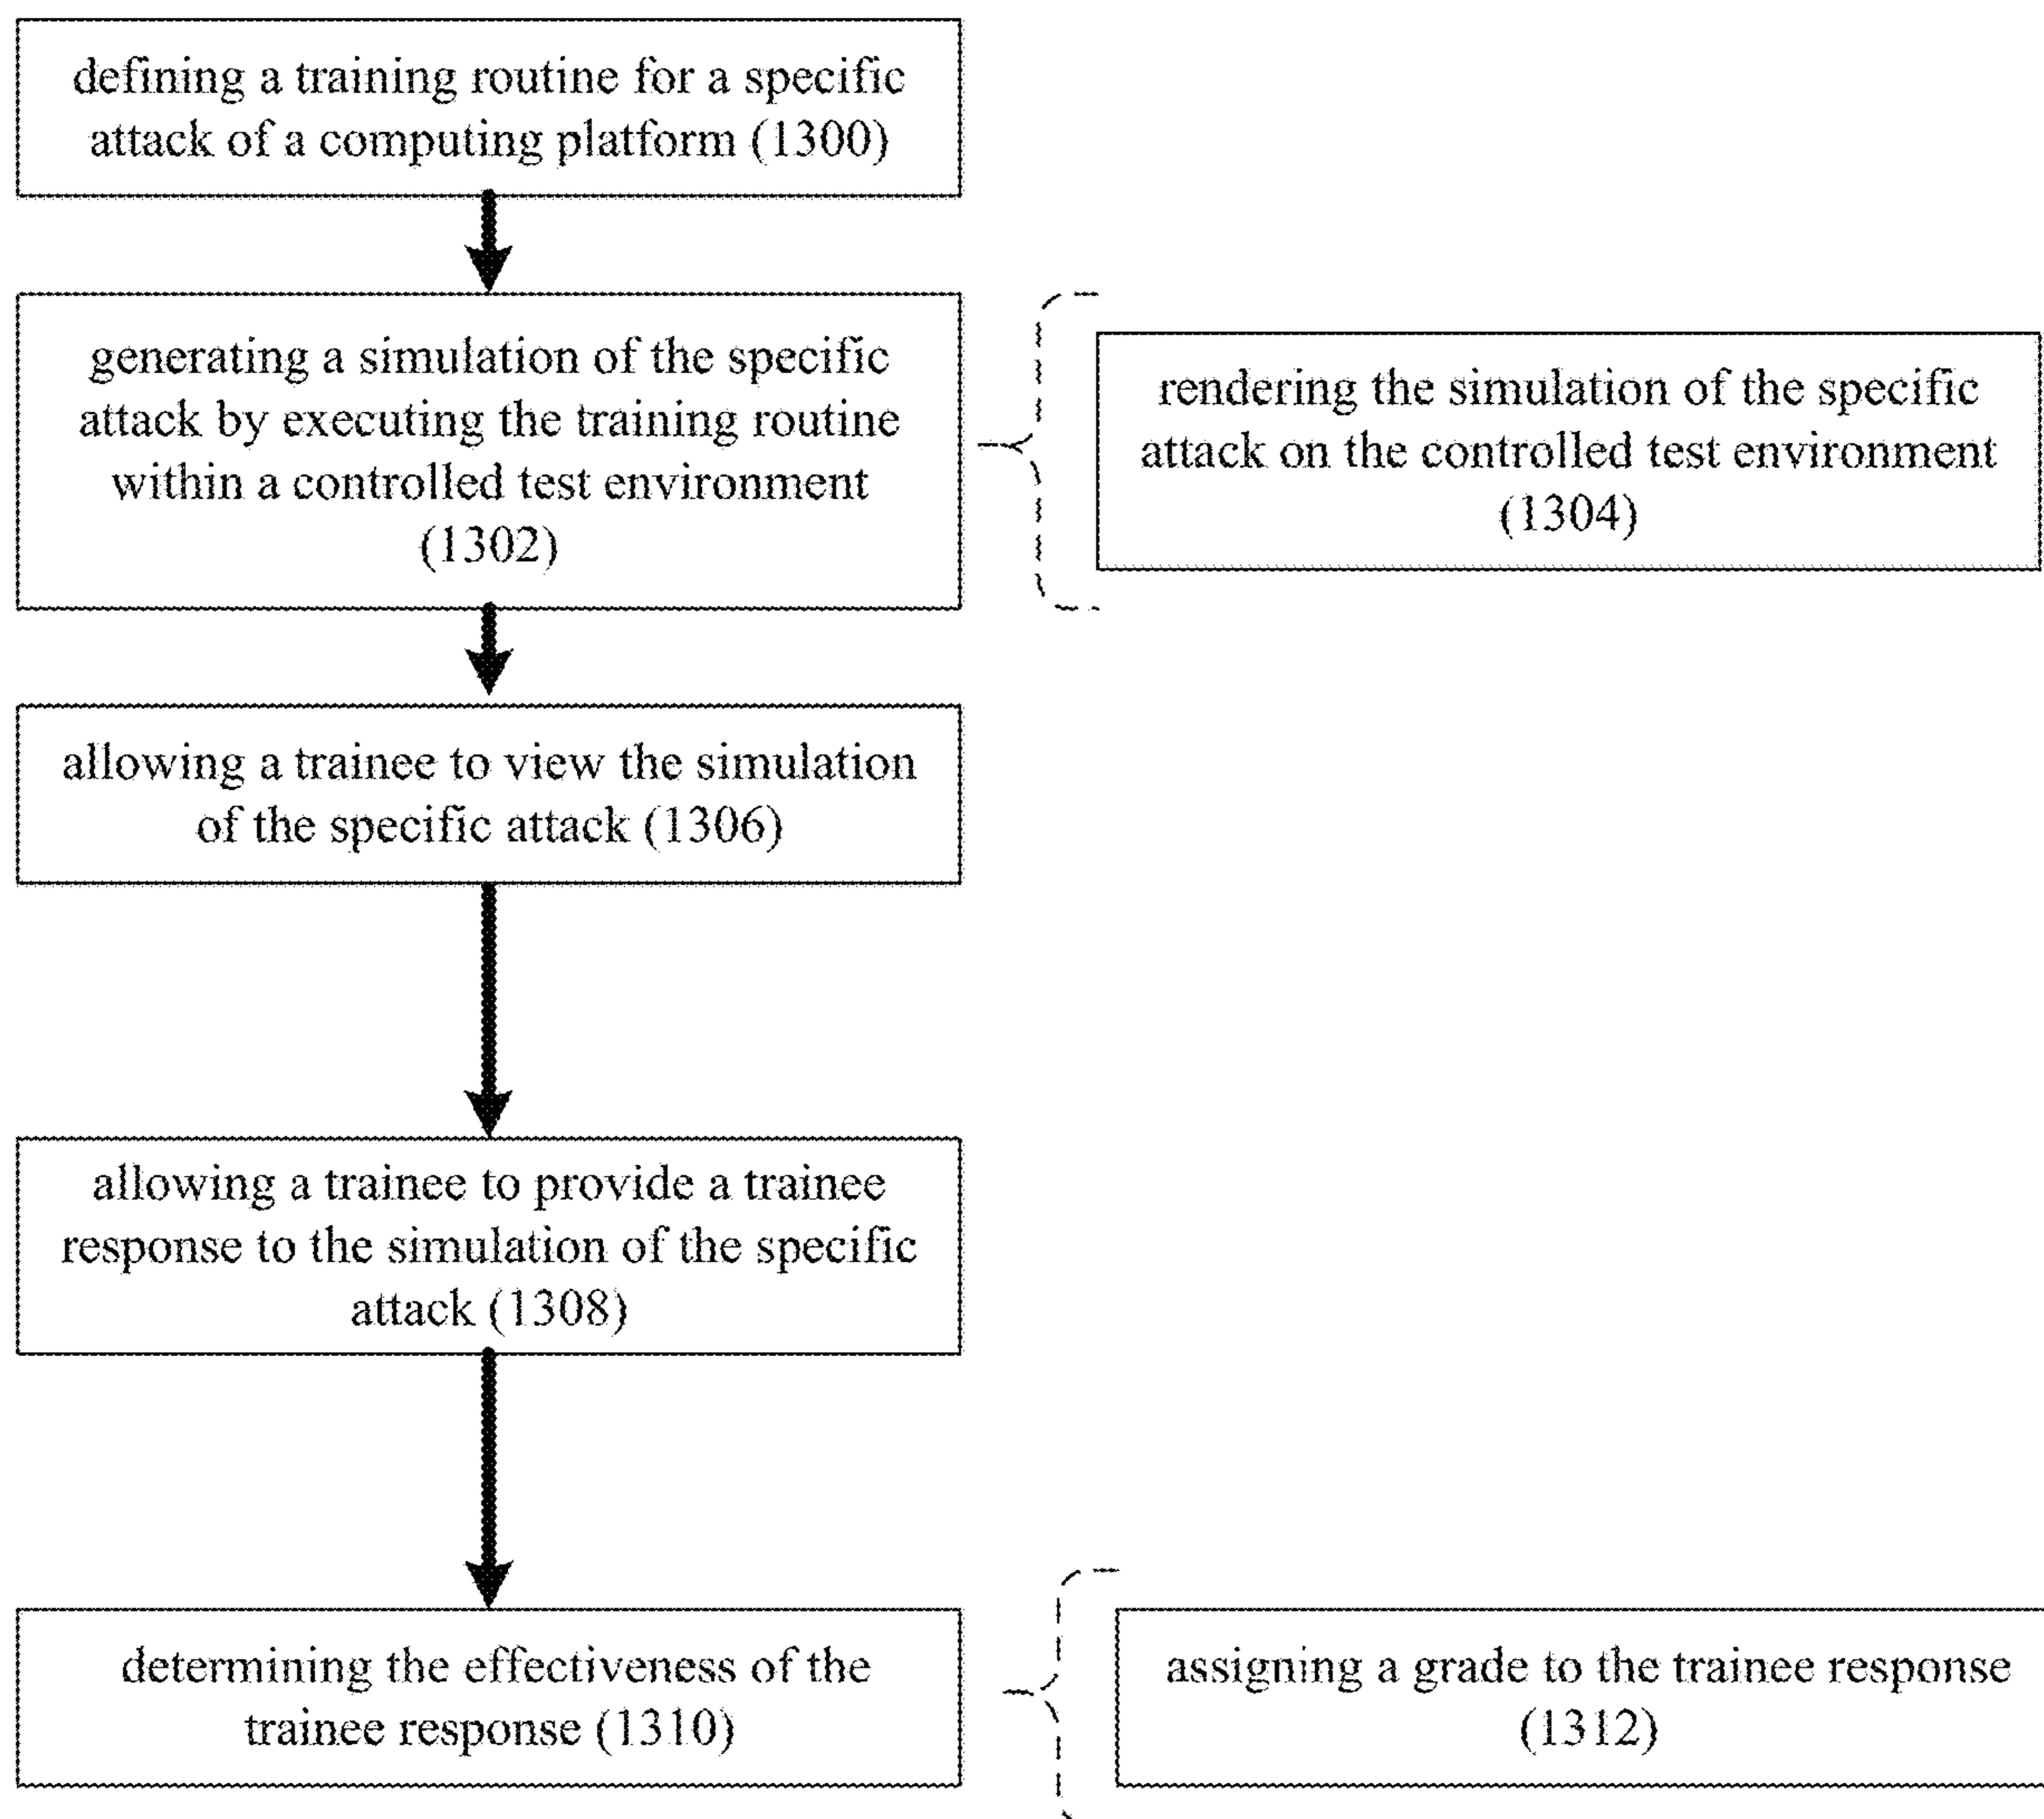 defining a training routine for a specific
attack of a computing platform (1300)
generating a simulation of the specific
attack by executing the training routine
within a controlled test environment
(1302)
rendering the simulation of the specific
attack on the controlled test environment
(1304)
allowing a trainee to view the simulation
of the specific attack (1306)
allowing a trainee to provide a trainee
response to the simulation of the specific
attack (1308)
determining the effectiveness of the
trainee response (1310)
assigning a grade to the trainee response
(1312)